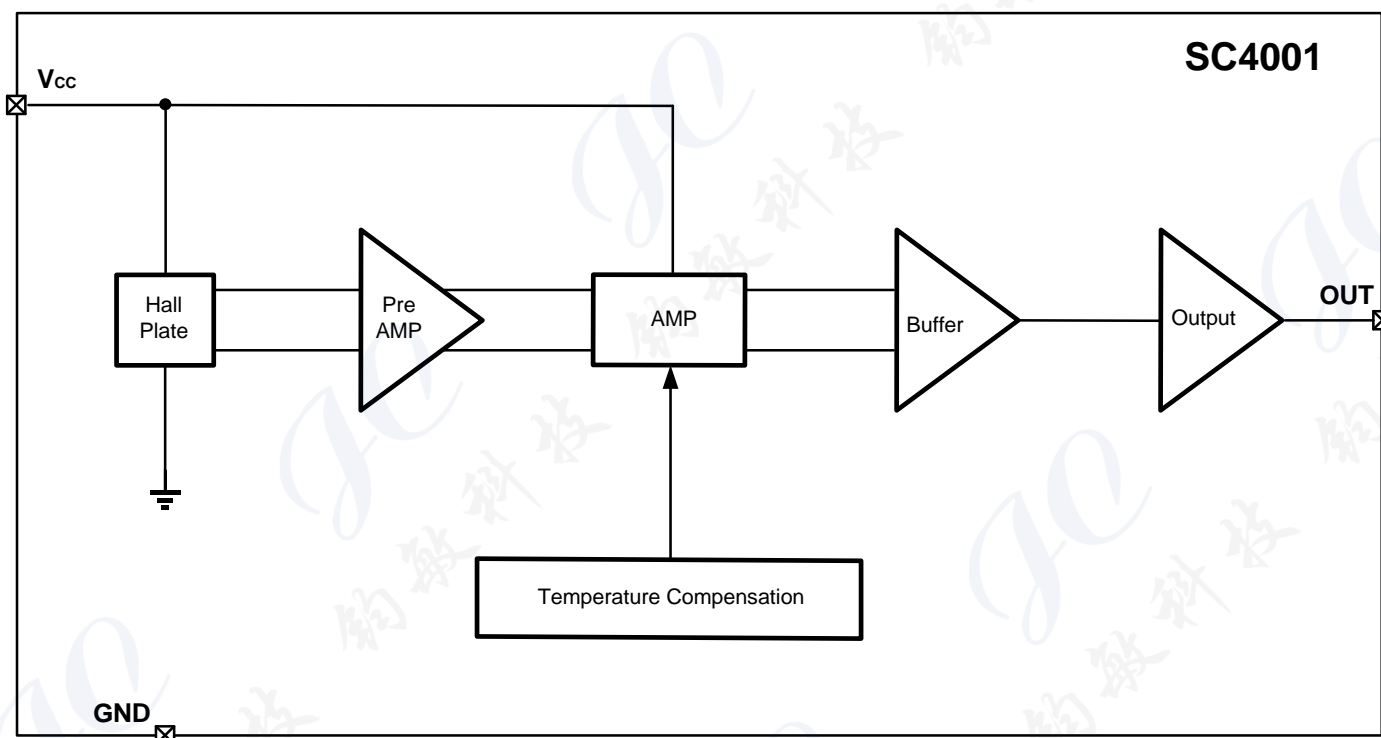 SC4001
Vcc
Hall
Plate
Pre
AMP
AMP
Buffer
Output
OUT
Temperature Compensation
GND